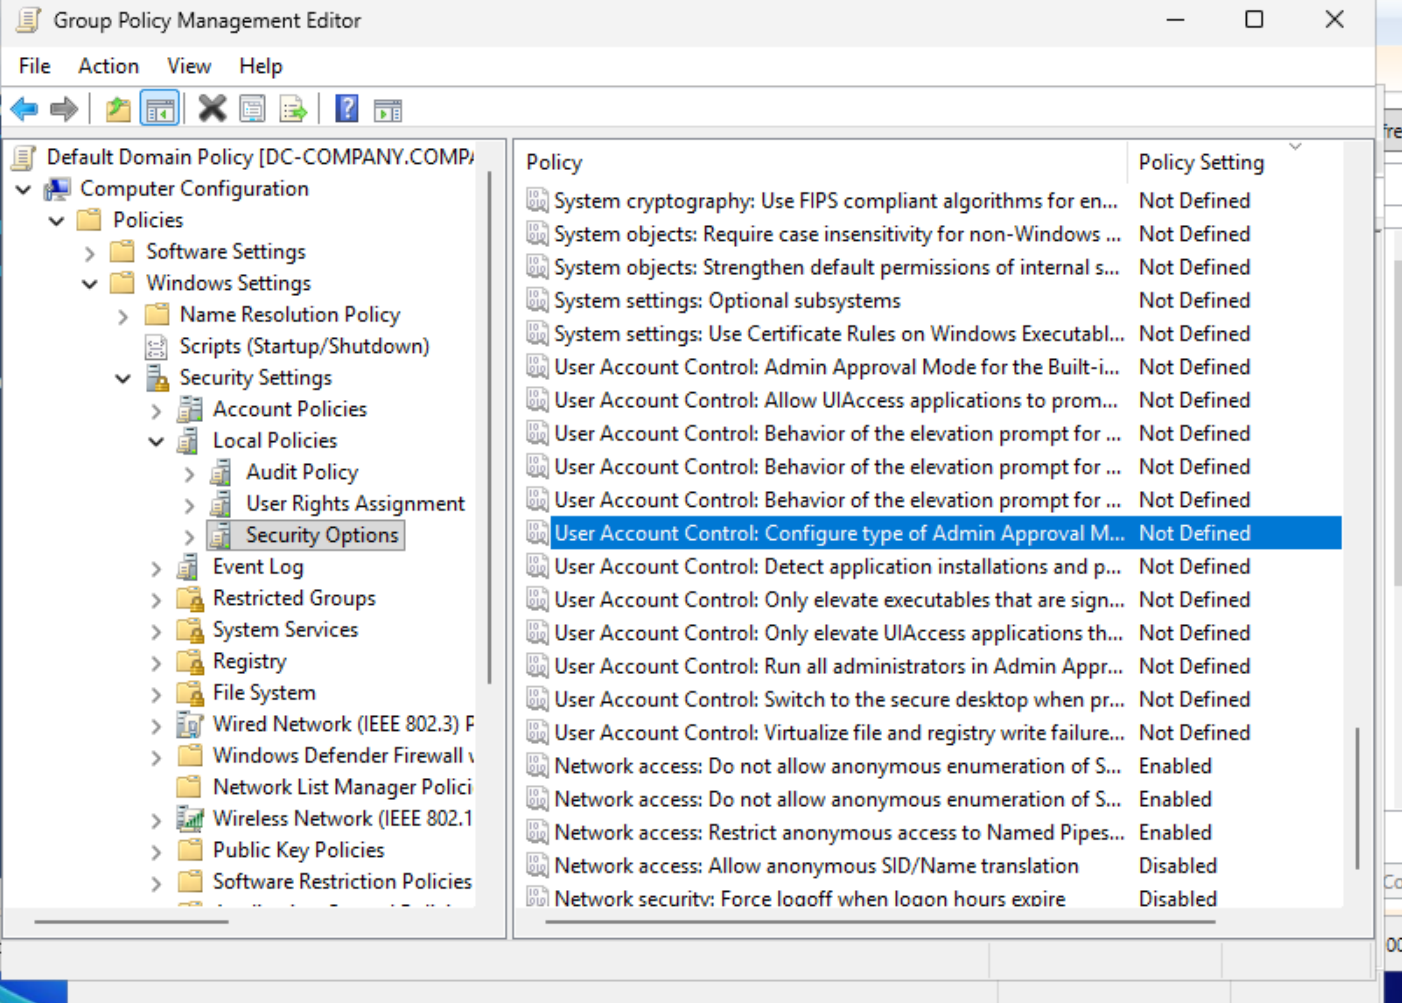 Group Policy Management Editor
File Action View Help
Default Domain Policy [DC-COMPANY.COMPA
Computer Configuration
Policies
Software Settings
Windows Settings
Name Resolution Policy
Scripts (Startup/Shutdown)
Security Settings
Account Policies
Local Policies
Audit Policy
User Rights Assignment
Security Options
Event Log
Restricted Groups
System Services
Registry
File System
Wired Network (IEEE 802.3) P
Windows Defender Firewall w
Network List Manager Polici
Wireless Network (IEEE 802.1
Public Key Policies
Software Restriction Policies
Policy Policy Setting
System cryptography: Use FIPS compliant algorithms for en... Not Defined
System objects: Require case insensitivity for non-Windows ... Not Defined
System objects: Strengthen default permissions of internal s... Not Defined
System settings: Optional subsystems Not Defined
System settings: Use Certificate Rules on Windows Executabl... Not Defined
User Account Control: Admin Approval Mode for the Built-i... Not Defined
User Account Control: Allow UIAccess applications to prom... Not Defined
User Account Control: Behavior of the elevation prompt for ... Not Defined
User Account Control: Behavior of the elevation prompt for ... Not Defined
User Account Control: Behavior of the elevation prompt for ... Not Defined
User Account Control: Configure type of Admin Approval M... Not Defined
User Account Control: Detect application installations and p... Not Defined
User Account Control: Only elevate executables that are sign... Not Defined
User Account Control: Only elevate UIAccess applications th... Not Defined
User Account Control: Run all administrators in Admin Appr... Not Defined
User Account Control: Switch to the secure desktop when pr... Not Defined
User Account Control: Virtualize file and registry write failure... Not Defined
Network access: Do not allow anonymous enumeration of S... Enabled
Network access: Do not allow anonymous enumeration of S... Enabled
Network access: Restrict anonymous access to Named Pipes... Enabled
Network access: Allow anonymous SID/Name translation Disabled
Network security: Force logoff when logon hours expire Disabled